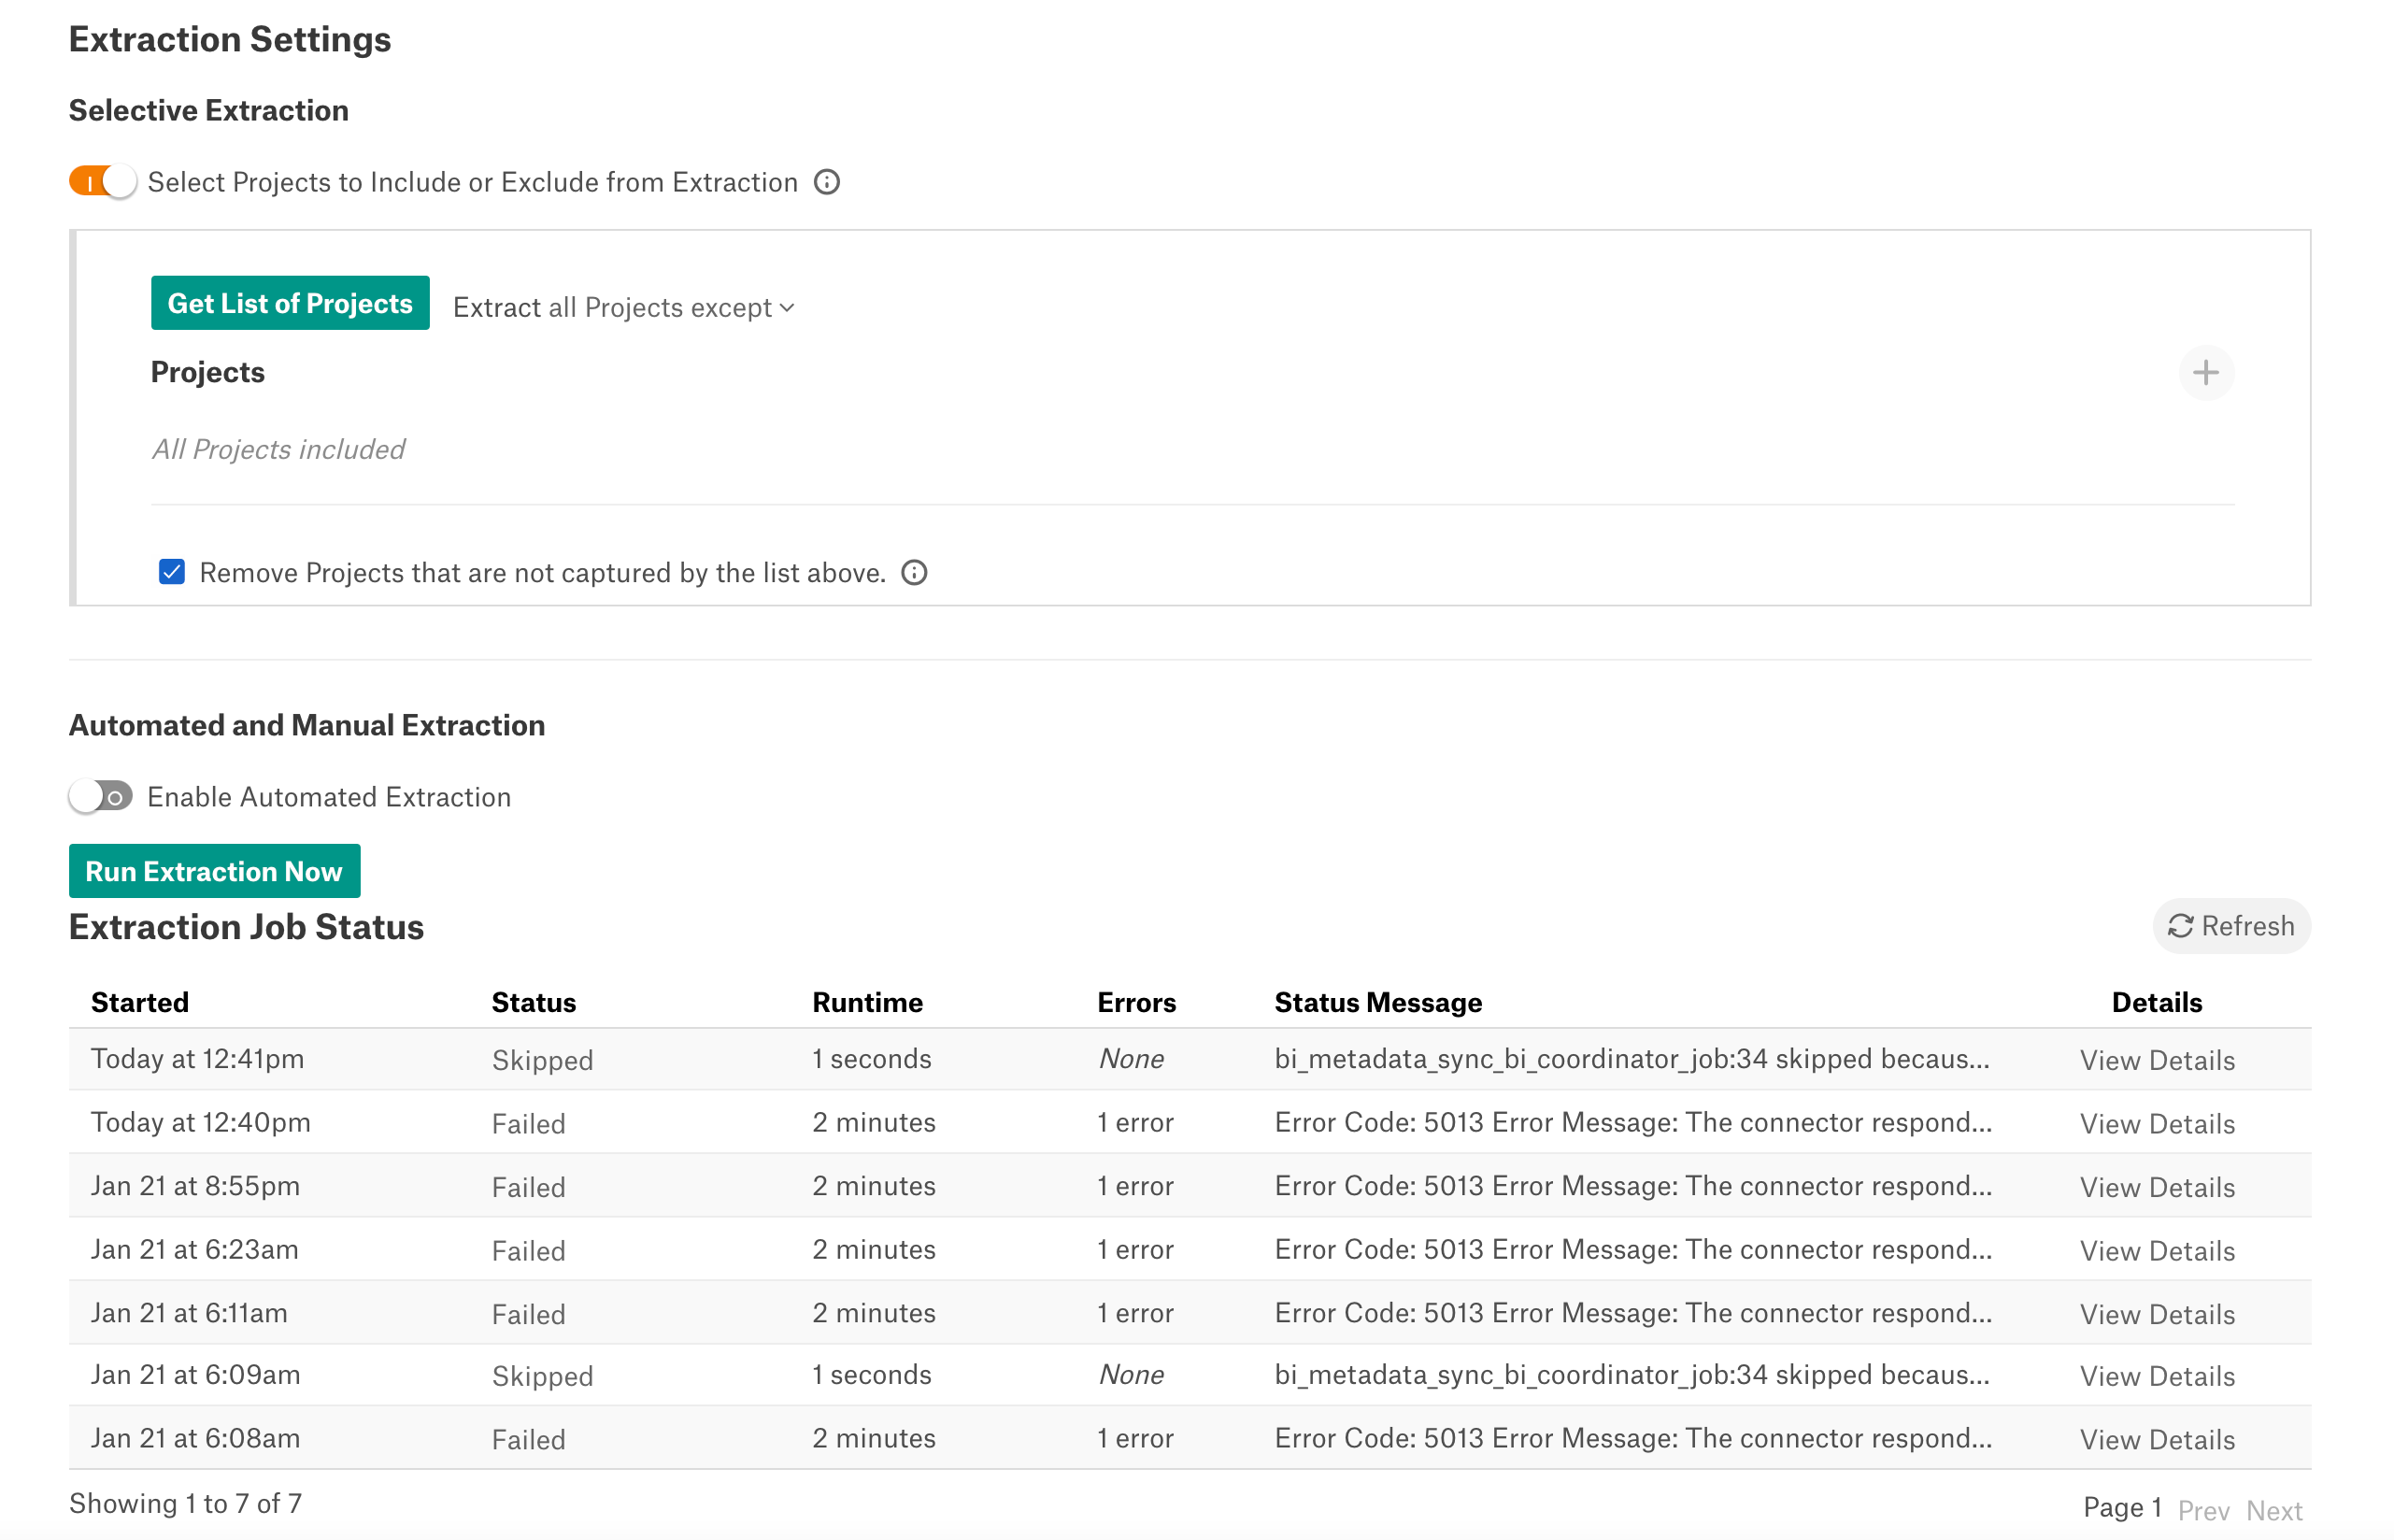 Extraction Settings
Selective Extraction
Select Projects to Include or Exclude from Extraction
Get List of Projects Extract all Projects except
Projects
All Projects included
Remove Projects that are not captured by the list above.
Automated and Manual Extraction
Enable Automated Extraction
Run Extraction Now
Extraction Job Status Refresh
Started Status Runtime Errors Status Message Details
Today at 12:41pm Skipped 1 seconds None bi_metadata_sync_bi_coordinator_job:34 skipped becaus... View Details
Today at 12:40pm Failed 2 minutes 1 error Error Code: 5013 Error Message: The connector respond... View Details
Jan 21 at 8:55pm Failed 2 minutes 1 error Error Code: 5013 Error Message: The connector respond... View Details
Jan 21 at 6:23am Failed 2 minutes 1 error Error Code: 5013 Error Message: The connector respond... View Details
Jan 21 at 6:11am Failed 2 minutes 1 error Error Code: 5013 Error Message: The connector respond... View Details
Jan 21 at 6:09am Skipped 1 seconds None bi_metadata_sync_bi_coordinator_job:34 skipped becaus... View Details
Jan 21 at 6:08am Failed 2 minutes 1 error Error Code: 5013 Error Message: The connector respond... View Details
Showing 1 to 7 of 7 Page 1 Prev Next